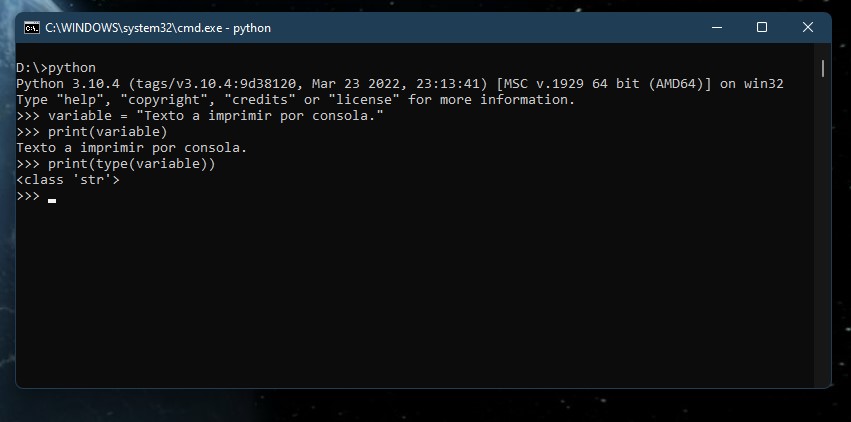 C:\WINDOWS\system32\cmd.exe - python
D:\>python
Python 3.10.4 (tags/v3.10.4:9d38120, Mar 23 2022, 23:13:41) [MSC v.1929 64 bit (AMD64)] on win32
Type "help", "copyright", "credits" or "license" for more information.
>>> variable = "Texto a imprimir por consola."
>>> print(variable)
Texto a imprimir por consola.
>>> print(type(variable))
<class 'str'>
>>>